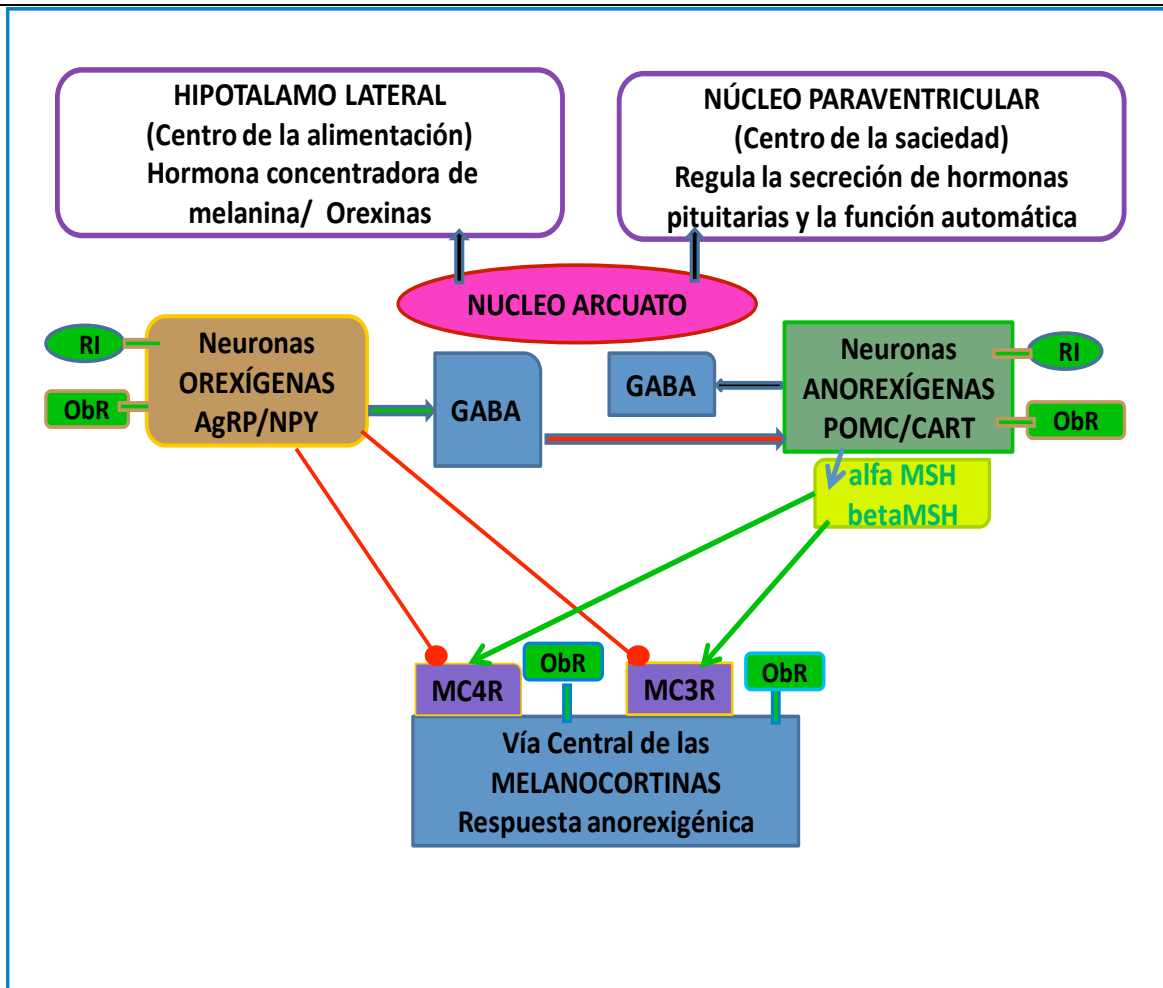 HIPOTALAMO LATERAL
(Centro de la alimentación)
Hormona concentradora de
melanina/ Orexinas
NÚCLEO PARAVENTRICULAR
(Centro de la saciedad)
Regula la secreción de hormonas
pituitarias y la función automática
NUCLEO ARCUATO
RI
ObR
Neuronas
OREXÍGENAS
AgRP/NPY
GABA
GABA
Neuronas
ANOREXÍGENAS
POMC/CART
RI
ObR
alfa MSH
betaMSH
MC4R
ObR
MC3R
ObR
Vía Central de las
MELANOCORTINAS
Respuesta anorexigénica